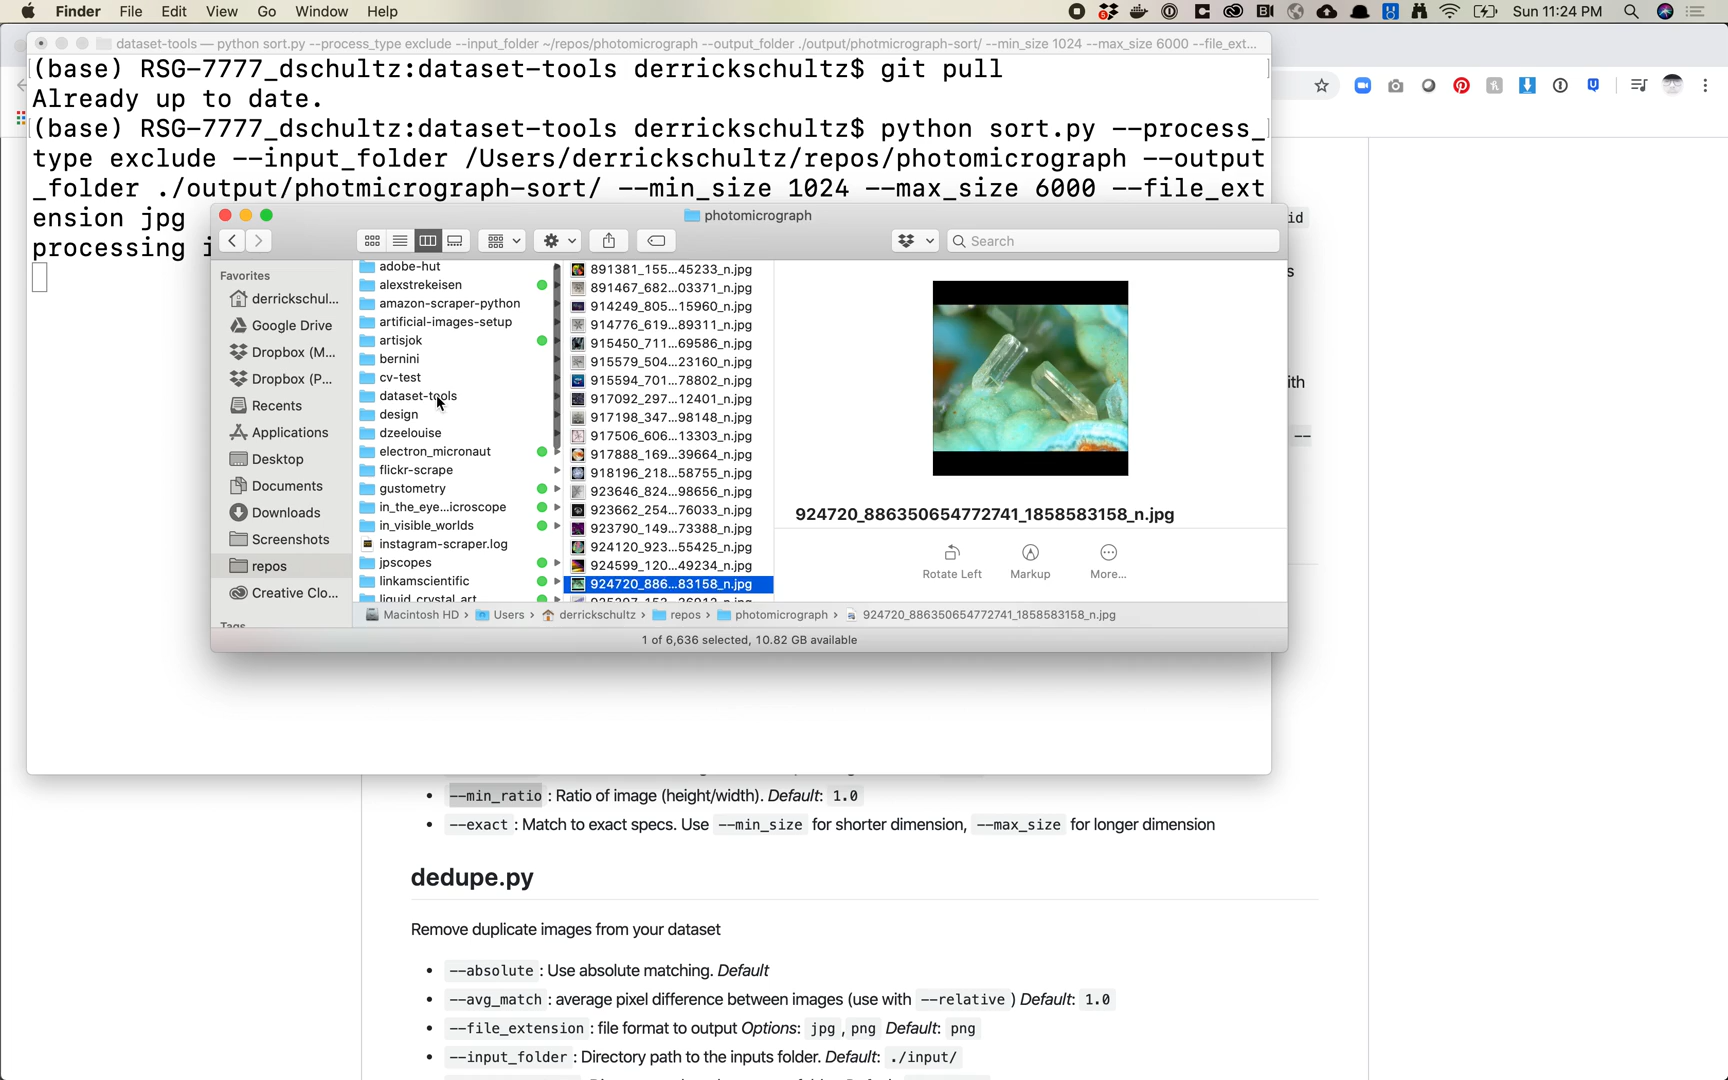 Finder File Edit View Go Window Help
Sun 11:24 PM
dataset-tools — python sort.py --process_type exclude --input_folder ~/repos/photomicrograph --output_folder ./output/photmicrograph-sort/ --min_size 1024 --max_size 6000 --file_ext...
(base) RSG-7777_dschultz:dataset-tools derrickschultz$ git pull
Already up to date.
(base) RSG-7777_dschultz:dataset-tools derrickschultz$ python sort.py --process_
type exclude --input_folder /Users/derrickschultz/repos/photomicrograph --output
_folder ./output/photmicrograph-sort/ --min_size 1024 --max_size 6000 --file_ext
ension jpg
processing i
photomicrograph
Search
Favorites
derrickschul...
Google Drive
Dropbox (M...
Dropbox (P...
Recents
Applications
Desktop
Documents
Downloads
Screenshots
repos
Creative Clo...
Tags
adobe-hut
alexstrekeisen
amazon-scraper-python
artificial-images-setup
artisjok
bernini
cv-test
dataset-tools
design
dzeelouise
electron_micronaut
flickr-scrape
gustometry
in_the_eye...icroscope
in_visible_worlds
instagram-scraper.log
jpscopes
linkamscientific
liquid_crystal_art
891381_155...45233_n.jpg
891467_682...03371_n.jpg
914249_805...15960_n.jpg
914776_619...89311_n.jpg
915450_711...69586_n.jpg
915579_504...23160_n.jpg
915594_701...78802_n.jpg
917092_297...12401_n.jpg
917198_347...98148_n.jpg
917506_606...13303_n.jpg
917888_169...39664_n.jpg
918196_218...58755_n.jpg
923646_824...98656_n.jpg
923662_254...76033_n.jpg
923790_149...73388_n.jpg
924120_923...55425_n.jpg
924599_120...49234_n.jpg
924720_886...83158_n.jpg
924720_886350654772741_1858583158_n.jpg
Rotate Left Markup More...
Macintosh HD › Users › derrickschultz › repos › photomicrograph › 924720_886350654772741_1858583158_n.jpg
1 of 6,636 selected, 10.82 GB available
id
s
ith
--
--min_ratio : Ratio of image (height/width). Default: 1.0
--exact : Match to exact specs. Use --min_size for shorter dimension, --max_size for longer dimension
dedupe.py
Remove duplicate images from your dataset
--absolute : Use absolute matching. Default
--avg_match : average pixel difference between images (use with --relative ) Default: 1.0
--file_extension : file format to output Options: jpg , png Default: png
--input_folder : Directory path to the inputs folder. Default: ./input/